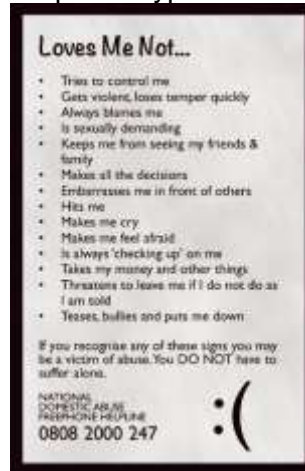 Loves Me Not...
• Tries to control me
• Gets violent, loses temper quickly
• Always blames me
• Is sexually demanding
• Keeps me from seeing my friends &
family
• Makes all the decisions
• Embarrasses me in front of others
• Hits me
• Makes me cry
• Makes me feel afraid
• Is always 'checking up' on me
• Takes my money and other things
• Threatens to leave me if I do not do as
I am told
• Teases, bullies and puts me down
If you recognise any of these signs you may
be a victim of abuse. You DO NOT have to
suffer alone.
NATIONAL
DOMESTIC ABUSE
FREEPHONE HELPLINE
0808 2000 247
:(